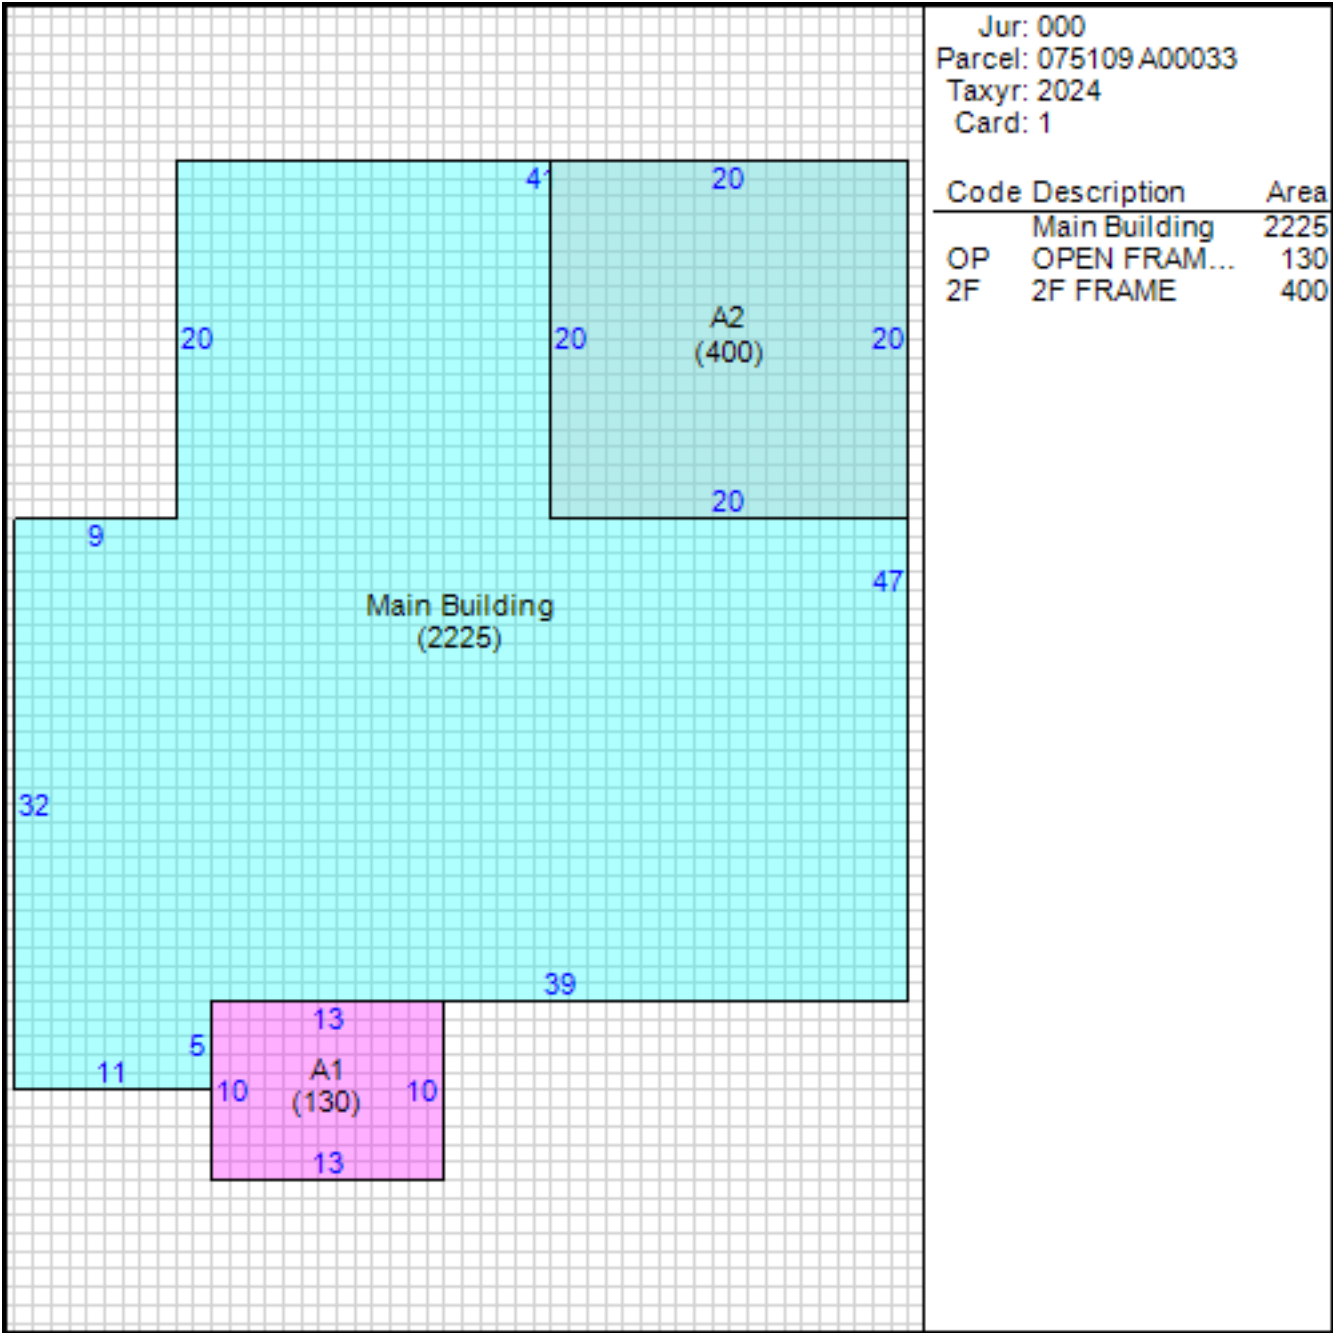 Jur: 000
Parcel: 075109 A00033
Taxyr: 2024
Card: 1
Code Description Area
Main Building 2225
OP OPEN FRAM... 130
2F 2F FRAME 400
41 20
20 20 A2 20
(400)
20
9
47
Main Building
(2225)
32
39
13
5
11 10 A1 10
(130)
13